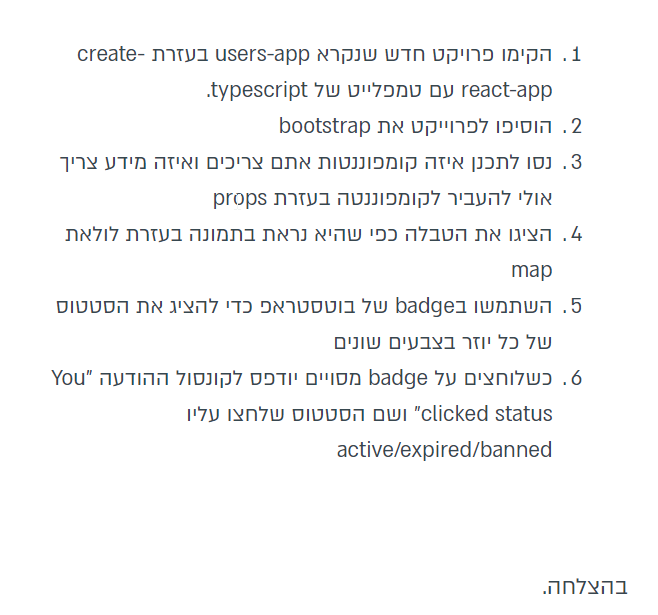 1. הקימו פרויקט חדש שנקרא users-app בעזרת create-
react-app עם טמפלייט של typescript.
2. הוסיפו לפרוייקט את bootstrap
3. נסו לתכנן איזה קומפוננטות אתם צריכים ואיזה מידע צריך
אולי להעביר לקומפוננטה בעזרת props
4. הציגו את הטבלה כפי שהיא נראת בתמונה בעזרת לולאת
map
5. השתמשו בbadge של בוטסטראפ כדי להציג את הסטטוס
של כל יוזר בצבעים שונים
6. כשלוחצים על badge מסויים יודפס לקונסול ההודעה "You
clicked status" ושם הסטטוס שלחצו עליו
active/expired/banned
בהצלחה.